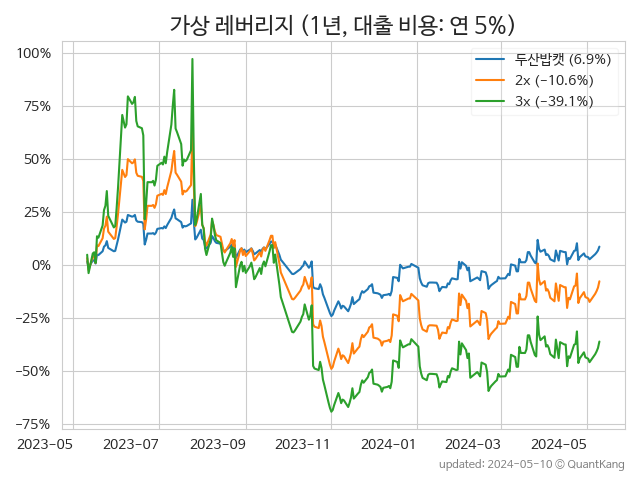 가상 레버리지 (1년, 대출 비용: 연 5%)
두산밥캣 (6.9%)
2x (−10.6%)
3x (−39.1%)
100%
75%
50%
25%
0%
−25%
−50%
−75%
2023-05 2023-07 2023-09 2023-11 2024-01 2024-03 2024-05
updated: 2024-05-10 ⓒ QuantKang